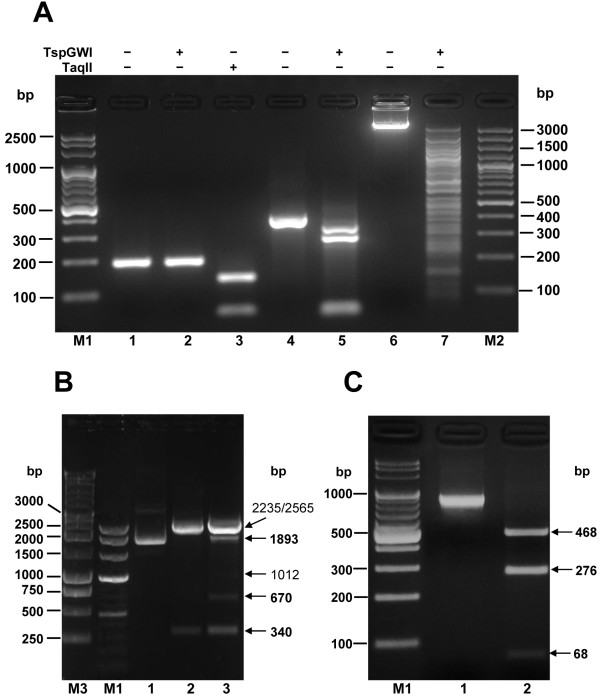 A
TspGWI – + – – + – +
TaqII – – + – – – –
bp
bp
2500
1000
500
300
200
100
3000
1500
1000
500
400
300
200
100
M1 1 2 3 4 5 6 7 M2
B
bp
bp
3000
2500
2000
1500
1000
750
500
250
2235/2565
1893
1012
670
340
M3 M1 1 2 3
C
bp
bp
1000
500
300
200
100
468
276
68
M1 1 2